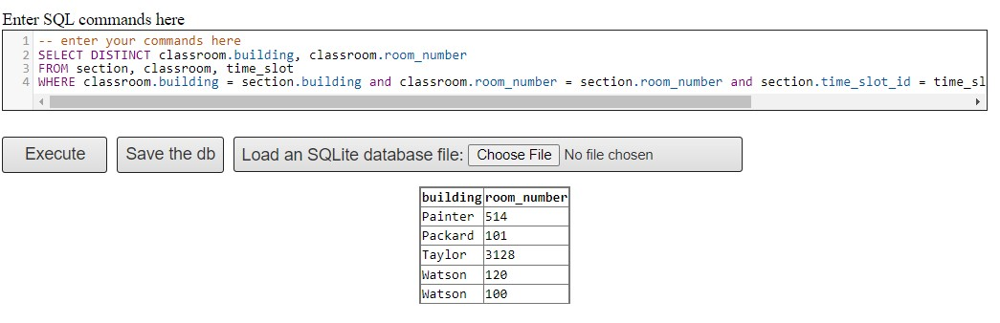 Enter SQL commands here
1 -- enter your commands here
2 SELECT DISTINCT classroom.building, classroom.room_number
3 FROM section, classroom, time_slot
4 WHERE classroom.building = section.building and classroom.room_number = section.room_number and section.time_slot_id = time_sl
Execute Save the db Load an SQLite database file: Choose File No file chosen
building room_number
Painter 514
Packard 101
Taylor 3128
Watson 120
Watson 100